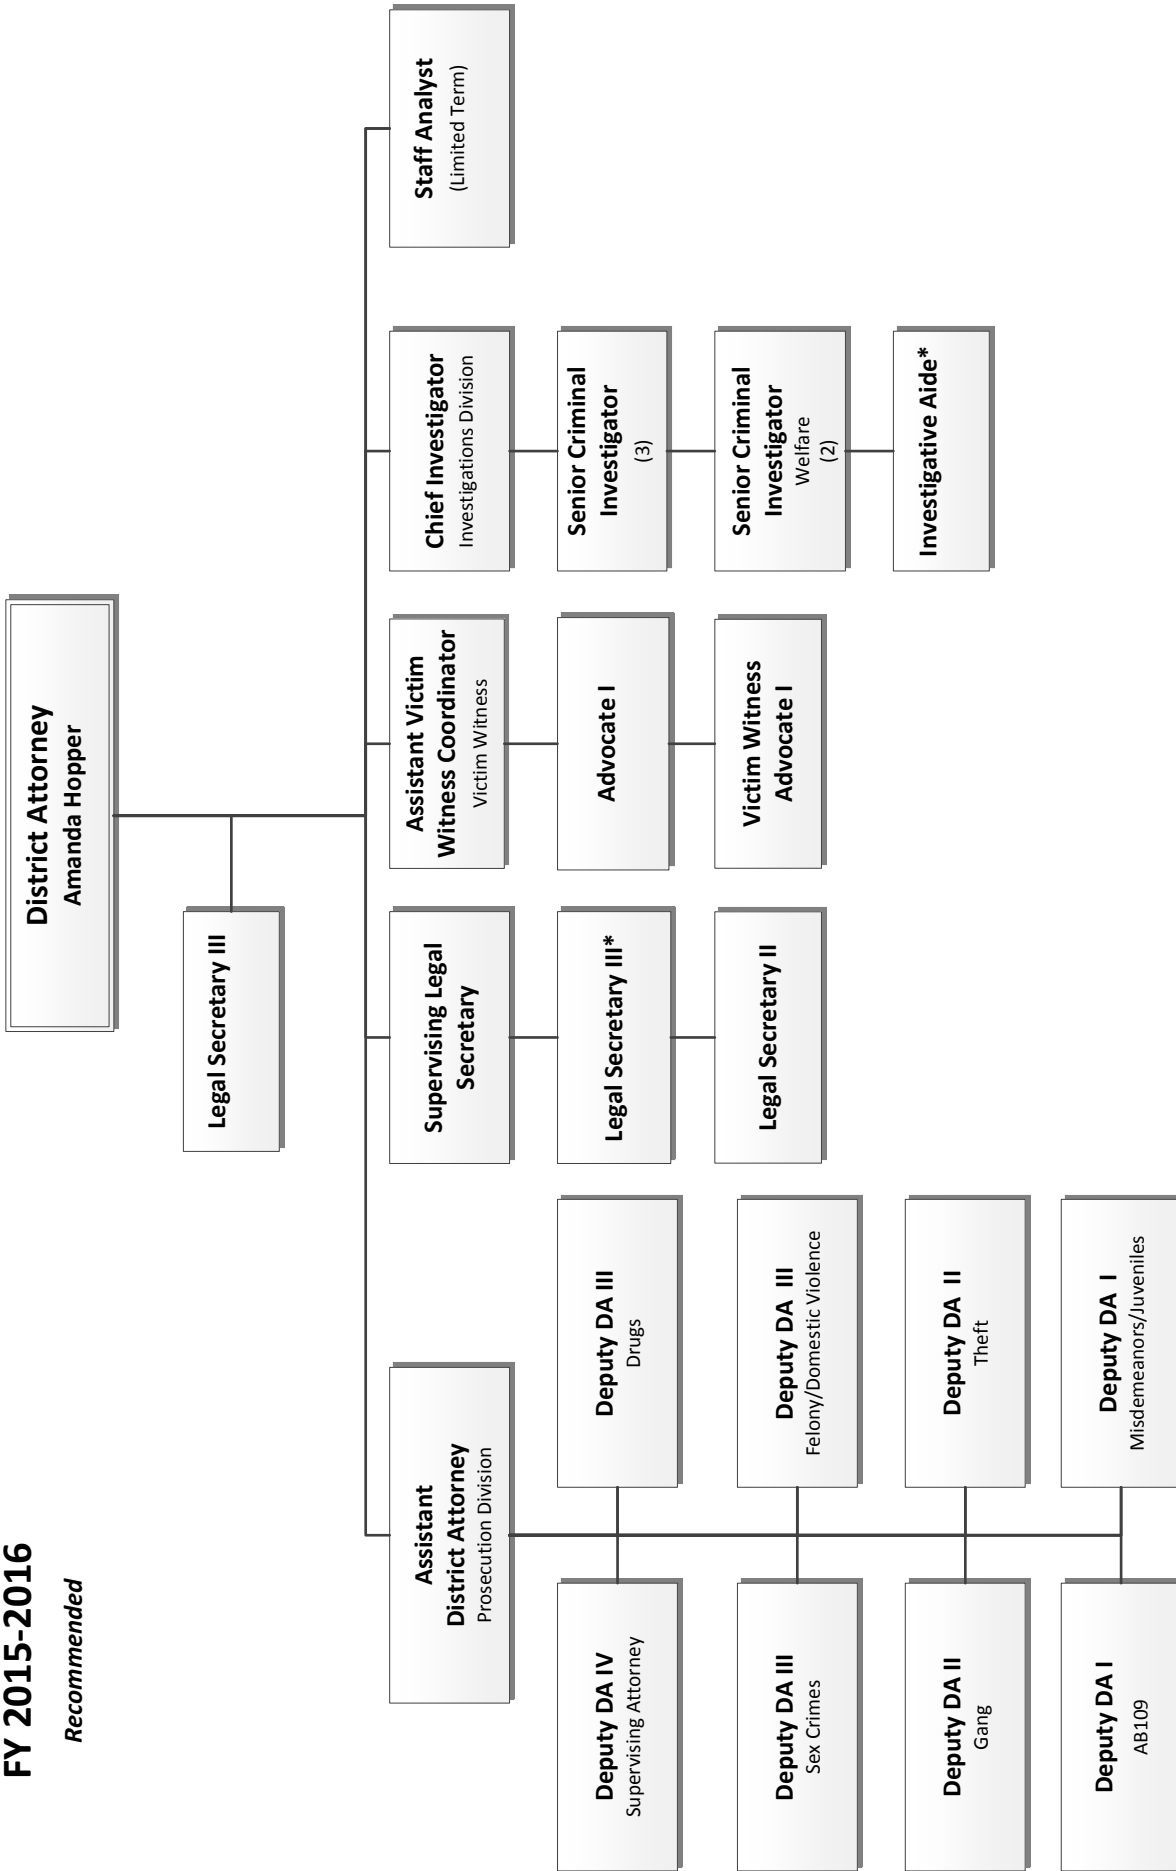 FY 2015-2016
Recommended
District Attorney
Amanda Hopper
Legal Secretary III
Assistant
District Attorney
Prosecution Division
Deputy DA IV
Supervising Attorney
Deputy DA III
Drugs
Deputy DA III
Sex Crimes
Deputy DA III
Felony/Domestic Violence
Deputy DA II
Gang
Deputy DA II
Theft
Deputy DA I
AB109
Deputy DA I
Misdemeanors/Juveniles
Supervising Legal
Secretary
Legal Secretary III*
Legal Secretary II
Assistant Victim
Witness Coordinator
Victim Witness
Advocate I
Victim Witness
Advocate I
Chief Investigator
Investigations Division
Senior Criminal
Investigator
(3)
Senior Criminal
Investigator
Welfare
(2)
Investigative Aide*
Staff Analyst
(Limited Term)